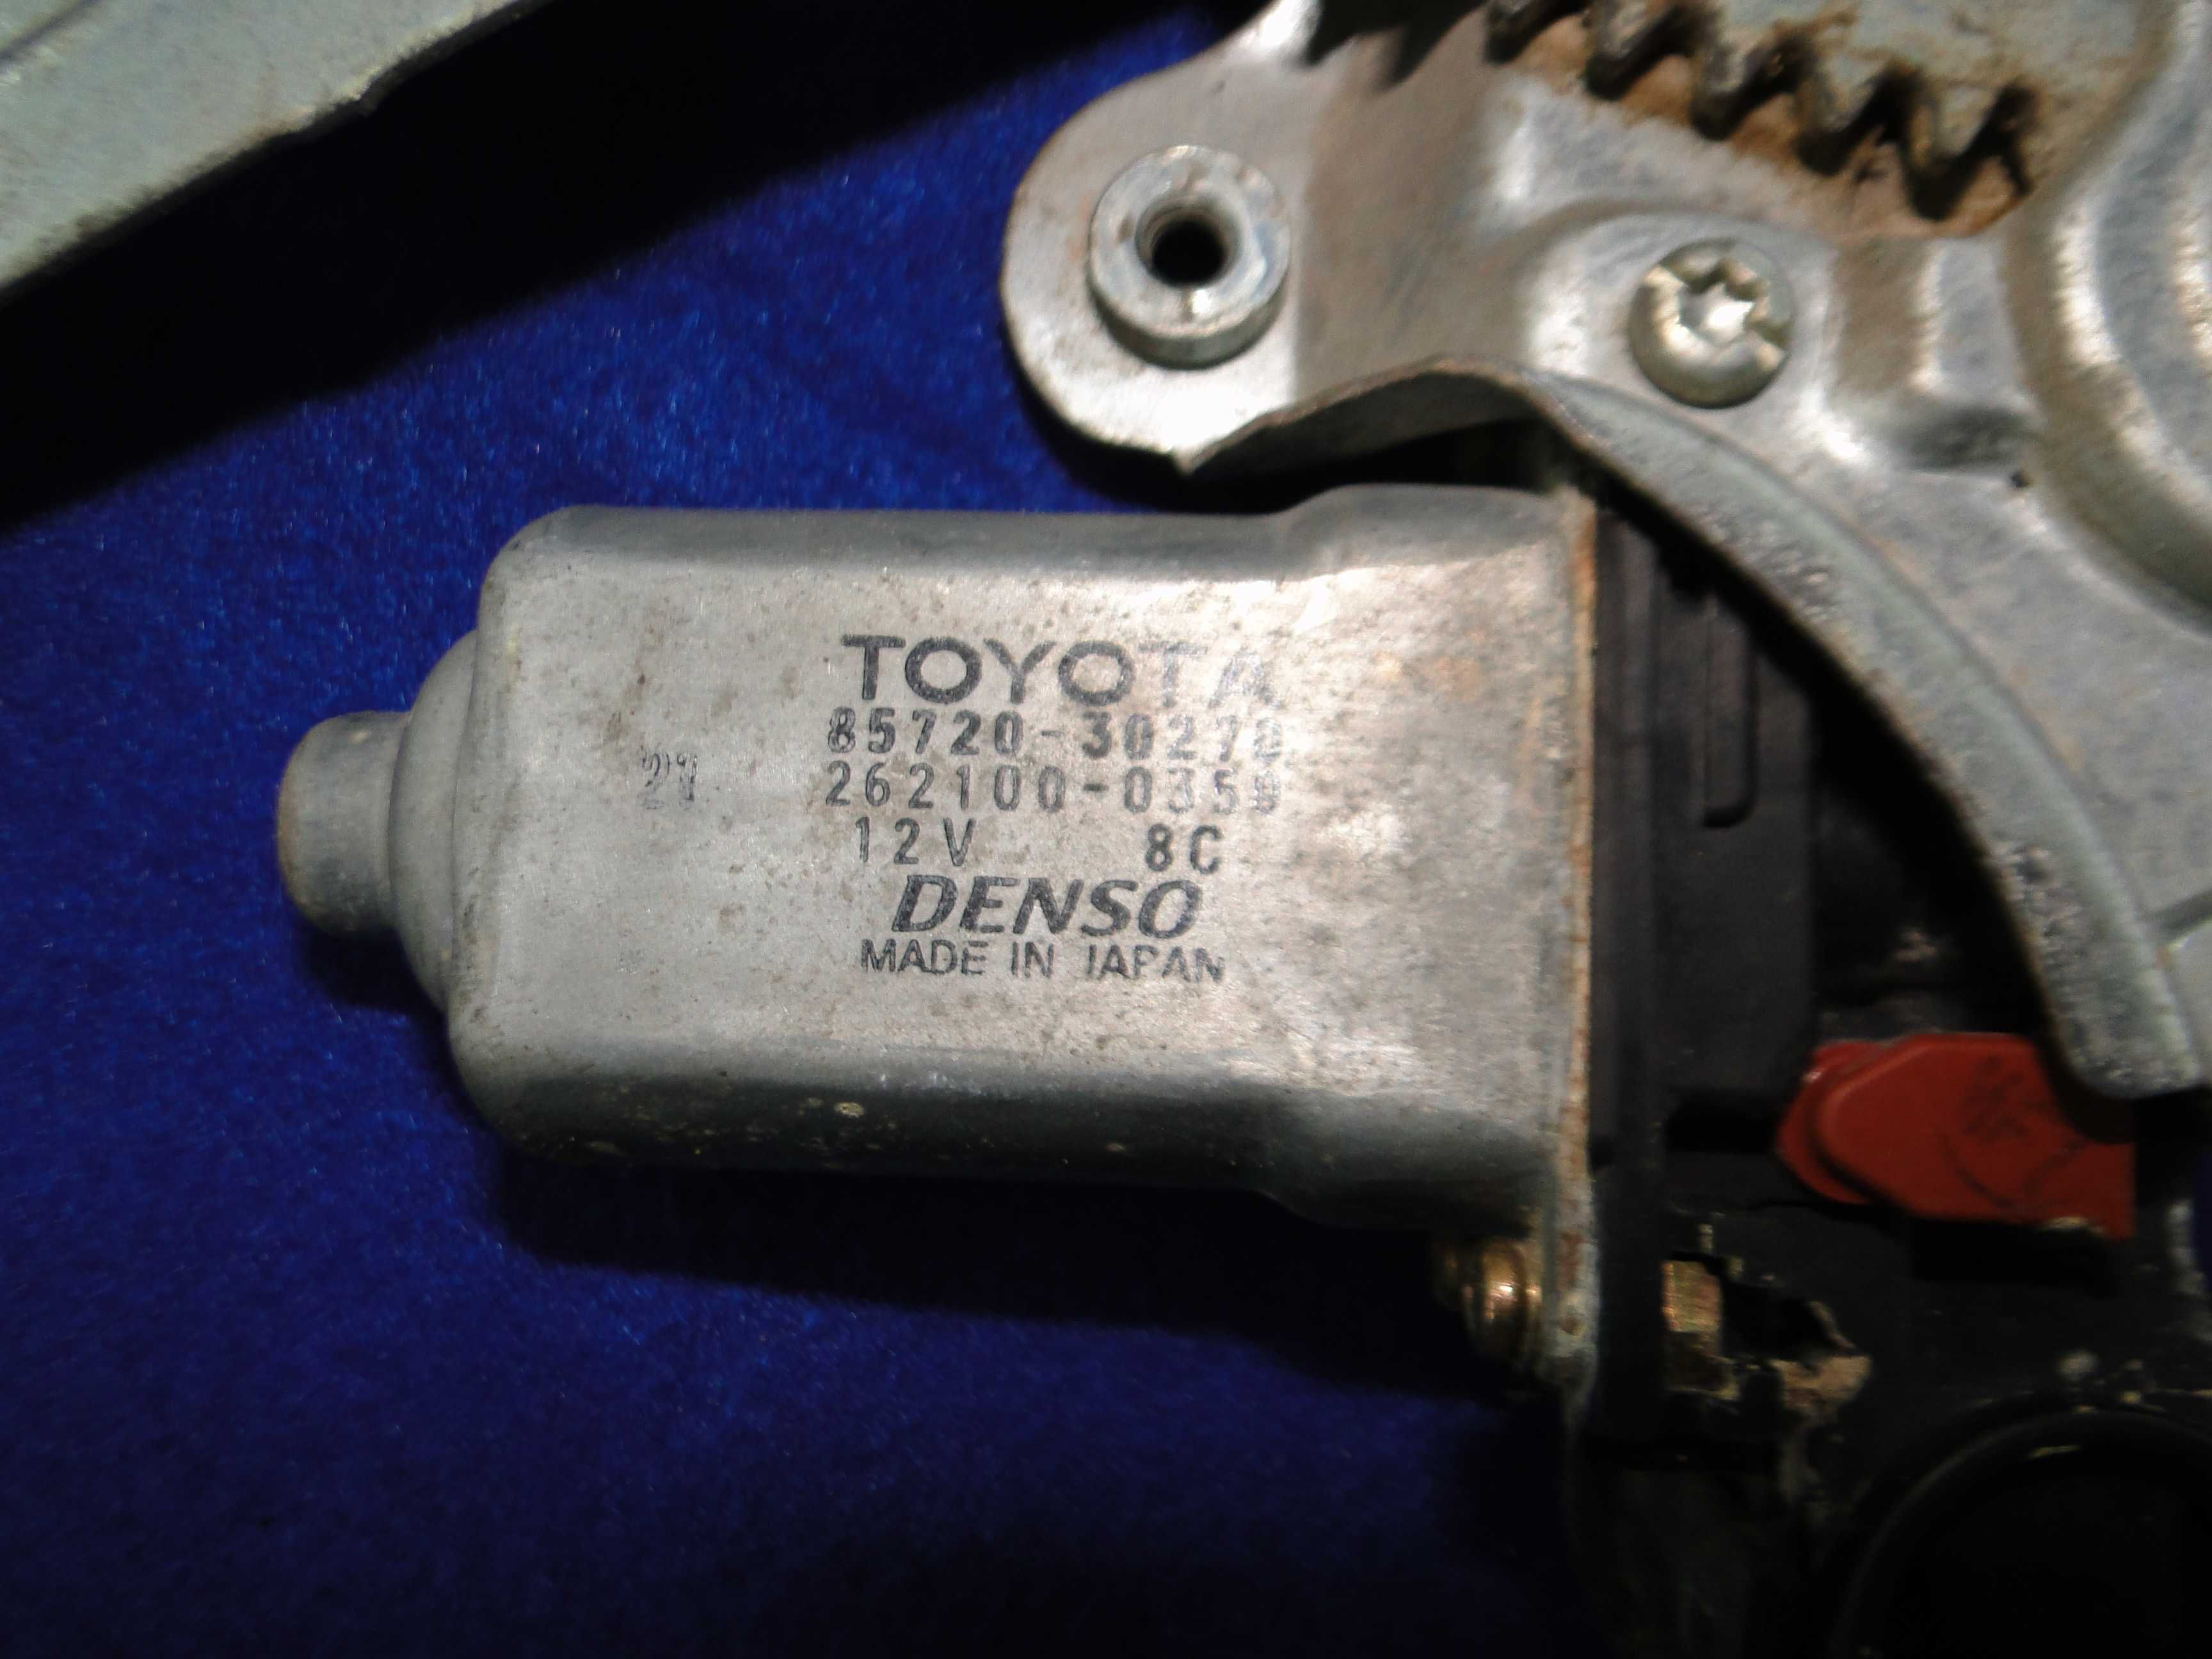 TOYOTA
85720-30270
21 262100-0350
12V 8C
DENSO
MADE IN JAPAN